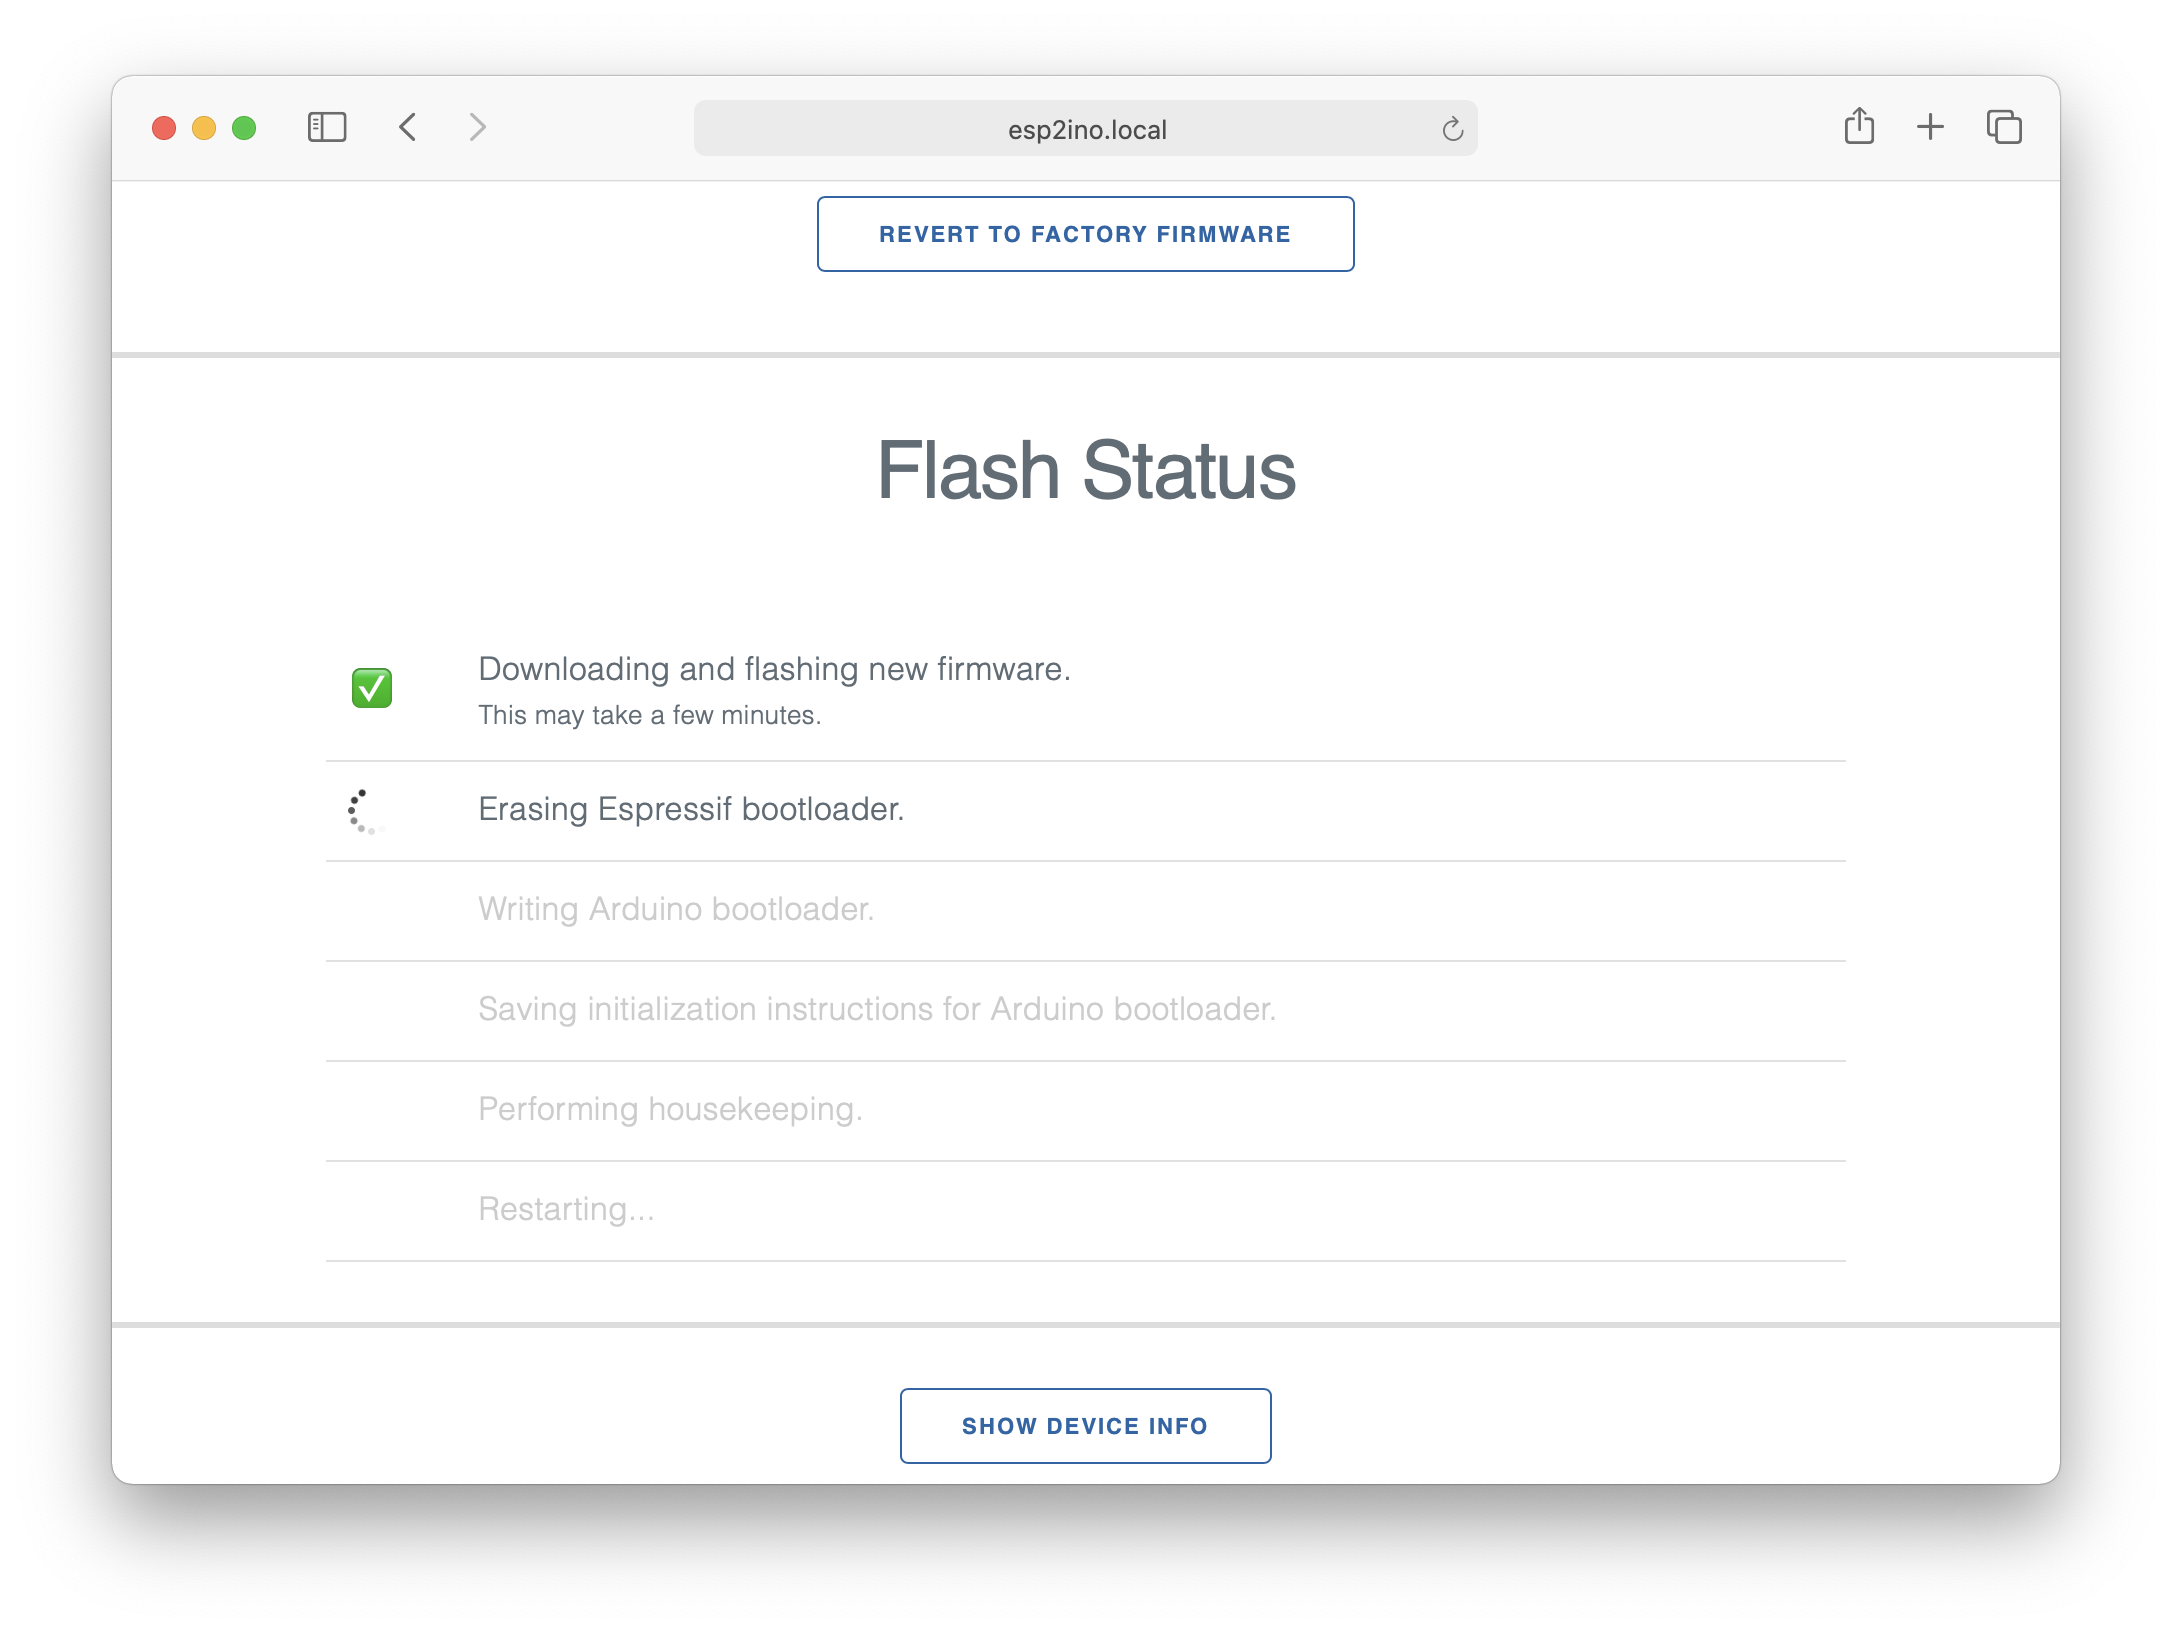 esp2ino.local
REVERT TO FACTORY FIRMWARE
Flash Status
Downloading and flashing new firmware.
This may take a few minutes.
Erasing Espressif bootloader.
Writing Arduino bootloader.
Saving initialization instructions for Arduino bootloader.
Performing housekeeping.
Restarting...
SHOW DEVICE INFO